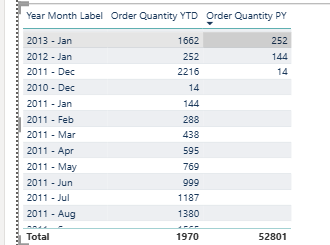 Year Month Label Order Quantity YTD Order Quantity PY
2013 - Jan 1662 252
2012 - Jan 252 144
2011 - Dec 2216 14
2010 - Dec 14
2011 - Jan 144
2011 - Feb 288
2011 - Mar 438
2011 - Apr 595
2011 - May 769
2011 - Jun 999
2011 - Jul 1187
2011 - Aug 1380
Total 1970 52801